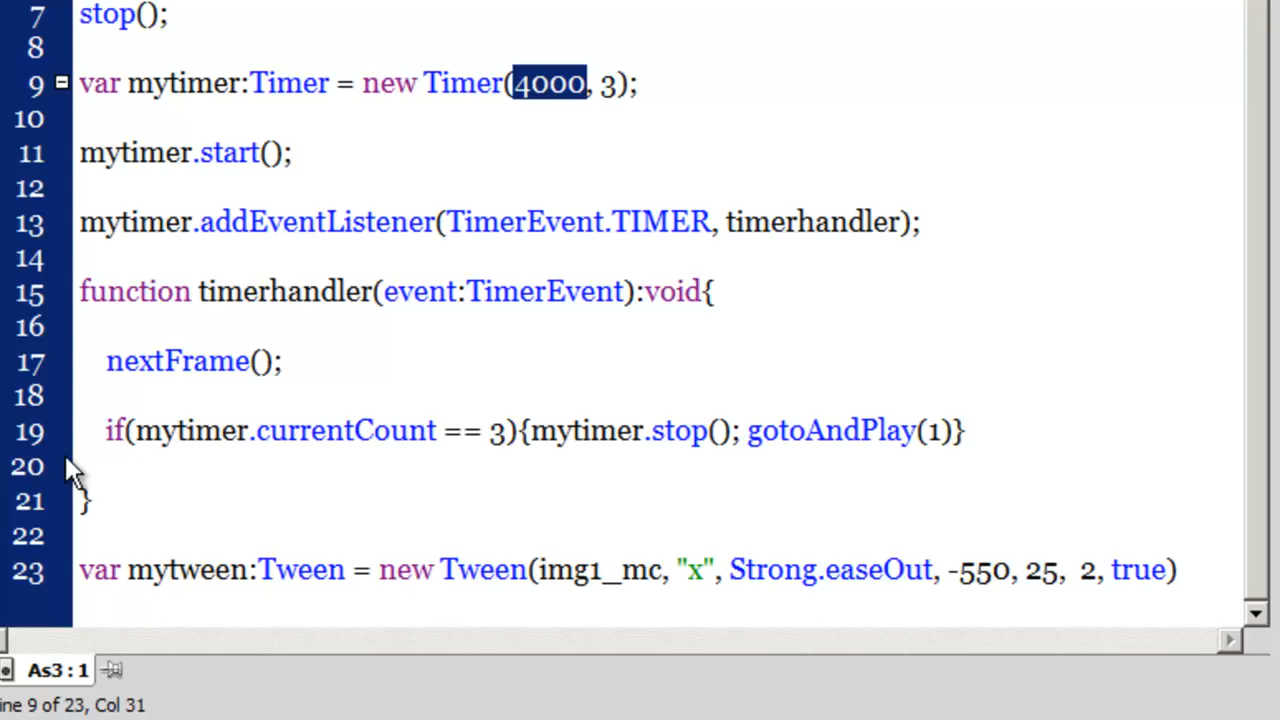 7 stop();
8
9 var mytimer:Timer = new Timer(4000, 3);
10
11 mytimer.start();
12
13 mytimer.addEventListener(TimerEvent.TIMER, timerhandler);
14
15 function timerhandler(event:TimerEvent):void{
16
17 nextFrame();
18
19 if(mytimer.currentCount == 3){mytimer.stop(); gotoAndPlay(1)}
20
21 }
22
23 var mytween:Tween = new Tween(img1_mc, "x", Strong.easeOut, -550, 25, 2, true)
As3 : 1
ine 9 of 23, Col 31